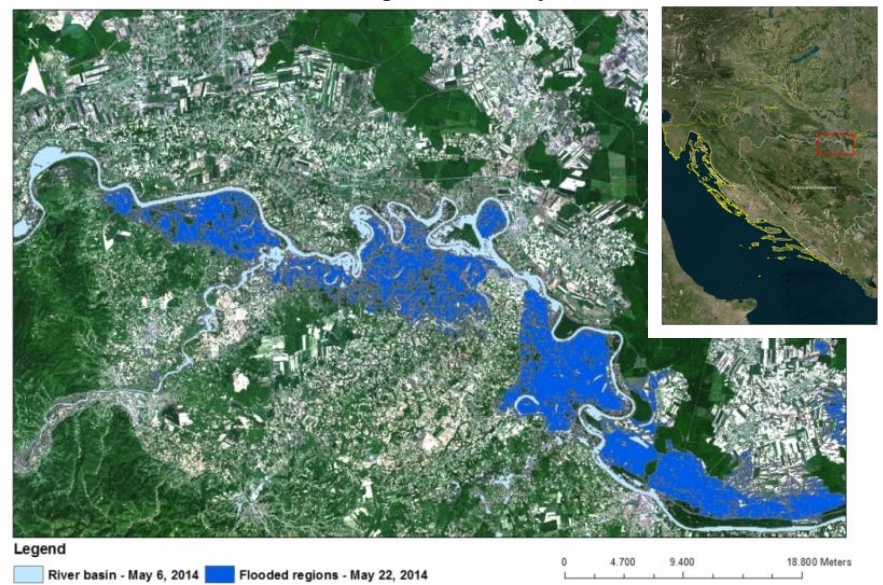 N
Legend
River basin - May 6, 2014 Flooded regions - May 22, 2014
0 4.700 9.400 18.800 Meters